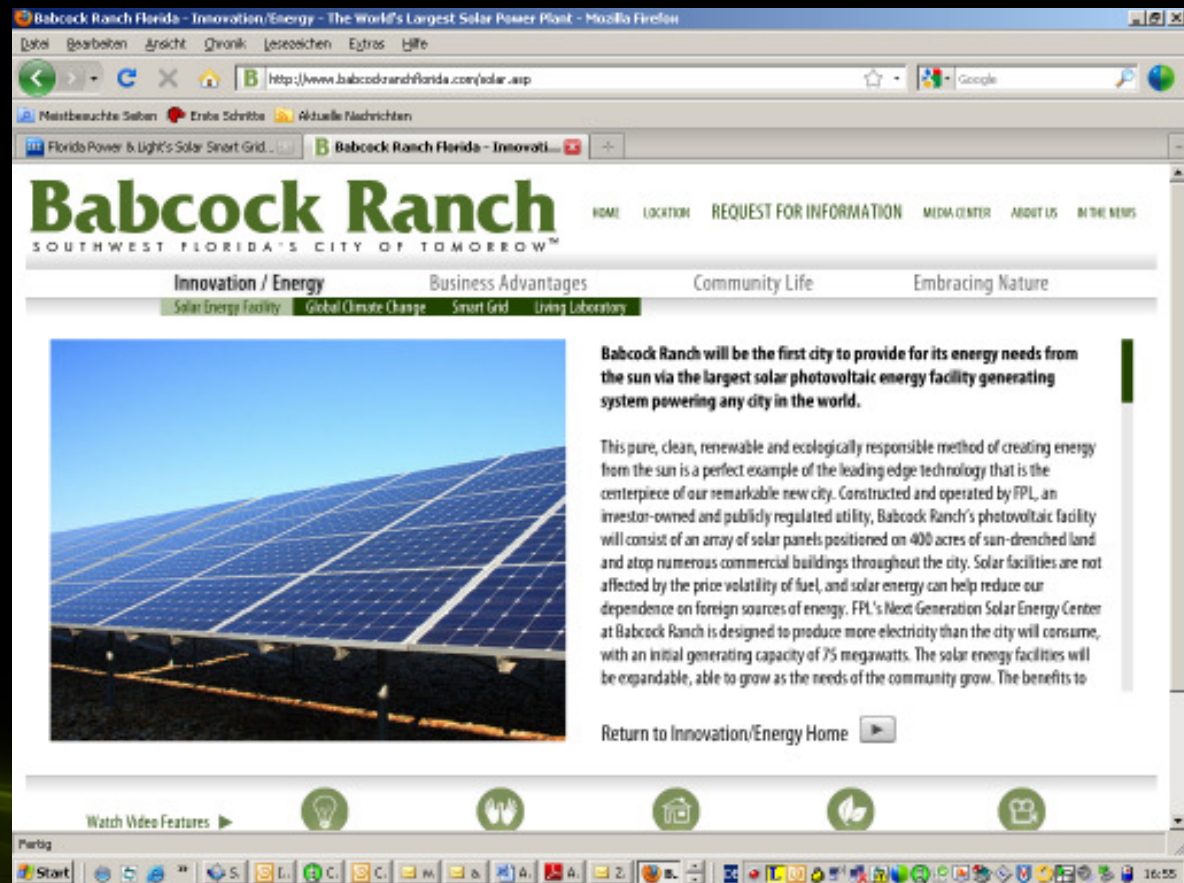 Babcock Ranch Florida - Innovation/Energy - The World's Largest Solar Power Plant - Mozilla Firefox
Datei Bearbeiten Ansicht Chronik Lesezeichen Extras Hilfe
http://www.babcockranchflorida.com/solar.asp
Google
Meistbesuchte Seiten Erste Schritte Aktuelle Nachrichten
Florida Power & Light's Solar Smart Grid... Babcock Ranch Florida - Innovati...
Babcock Ranch
SOUTHWEST FLORIDA'S CITY OF TOMORROW™
HOME LOCATION REQUEST FOR INFORMATION MEDIA CENTER ABOUT US IN THE NEWS
Innovation / Energy Business Advantages Community Life Embracing Nature
Solar Energy Facility Global Climate Change Smart Grid Living Laboratory
Babcock Ranch will be the first city to provide for its energy needs from
the sun via the largest solar photovoltaic energy facility generating
system powering any city in the world.
This pure, clean, renewable and ecologically responsible method of creating energy
from the sun is a perfect example of the leading edge technology that is the
centerpiece of our remarkable new city. Constructed and operated by FPL, an
investor-owned and publicly regulated utility, Babcock Ranch's photovoltaic facility
will consist of an array of solar panels positioned on 400 acres of sun-drenched land
and atop numerous commercial buildings throughout the city. Solar facilities are not
affected by the price volatility of fuel, and solar energy can help reduce our
dependence on foreign sources of energy. FPL's Next Generation Solar Energy Center
at Babcock Ranch is designed to produce more electricity than the city will consume,
with an initial generating capacity of 75 megawatts. The solar energy facilities will
be expandable, able to grow as the needs of the community grow. The benefits to
Return to Innovation/Energy Home
Watch Video Features
Fertig
Start
DE
16:55